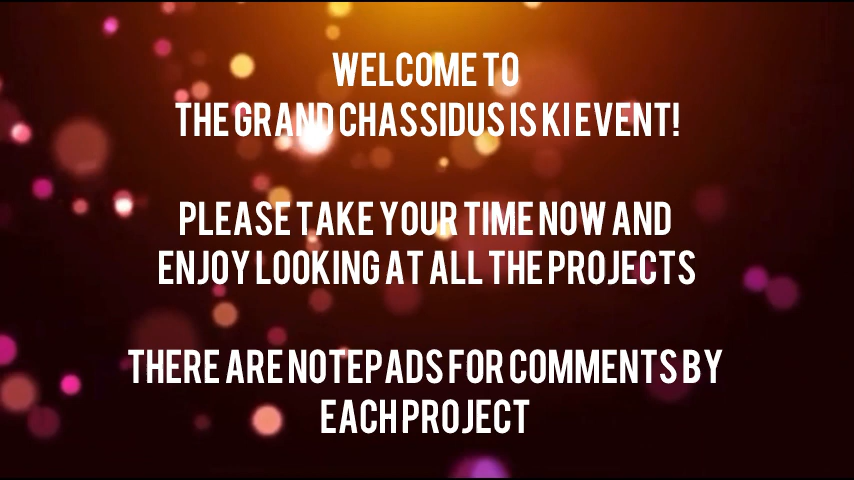 WELCOME TO
THE GRAND CHASSIDUS IS KI EVENT!
PLEASE TAKE YOUR TIME NOW AND
ENJOY LOOKING AT ALL THE PROJECTS
THERE ARE NOTEPADS FOR COMMENTS BY
EACH PROJECT